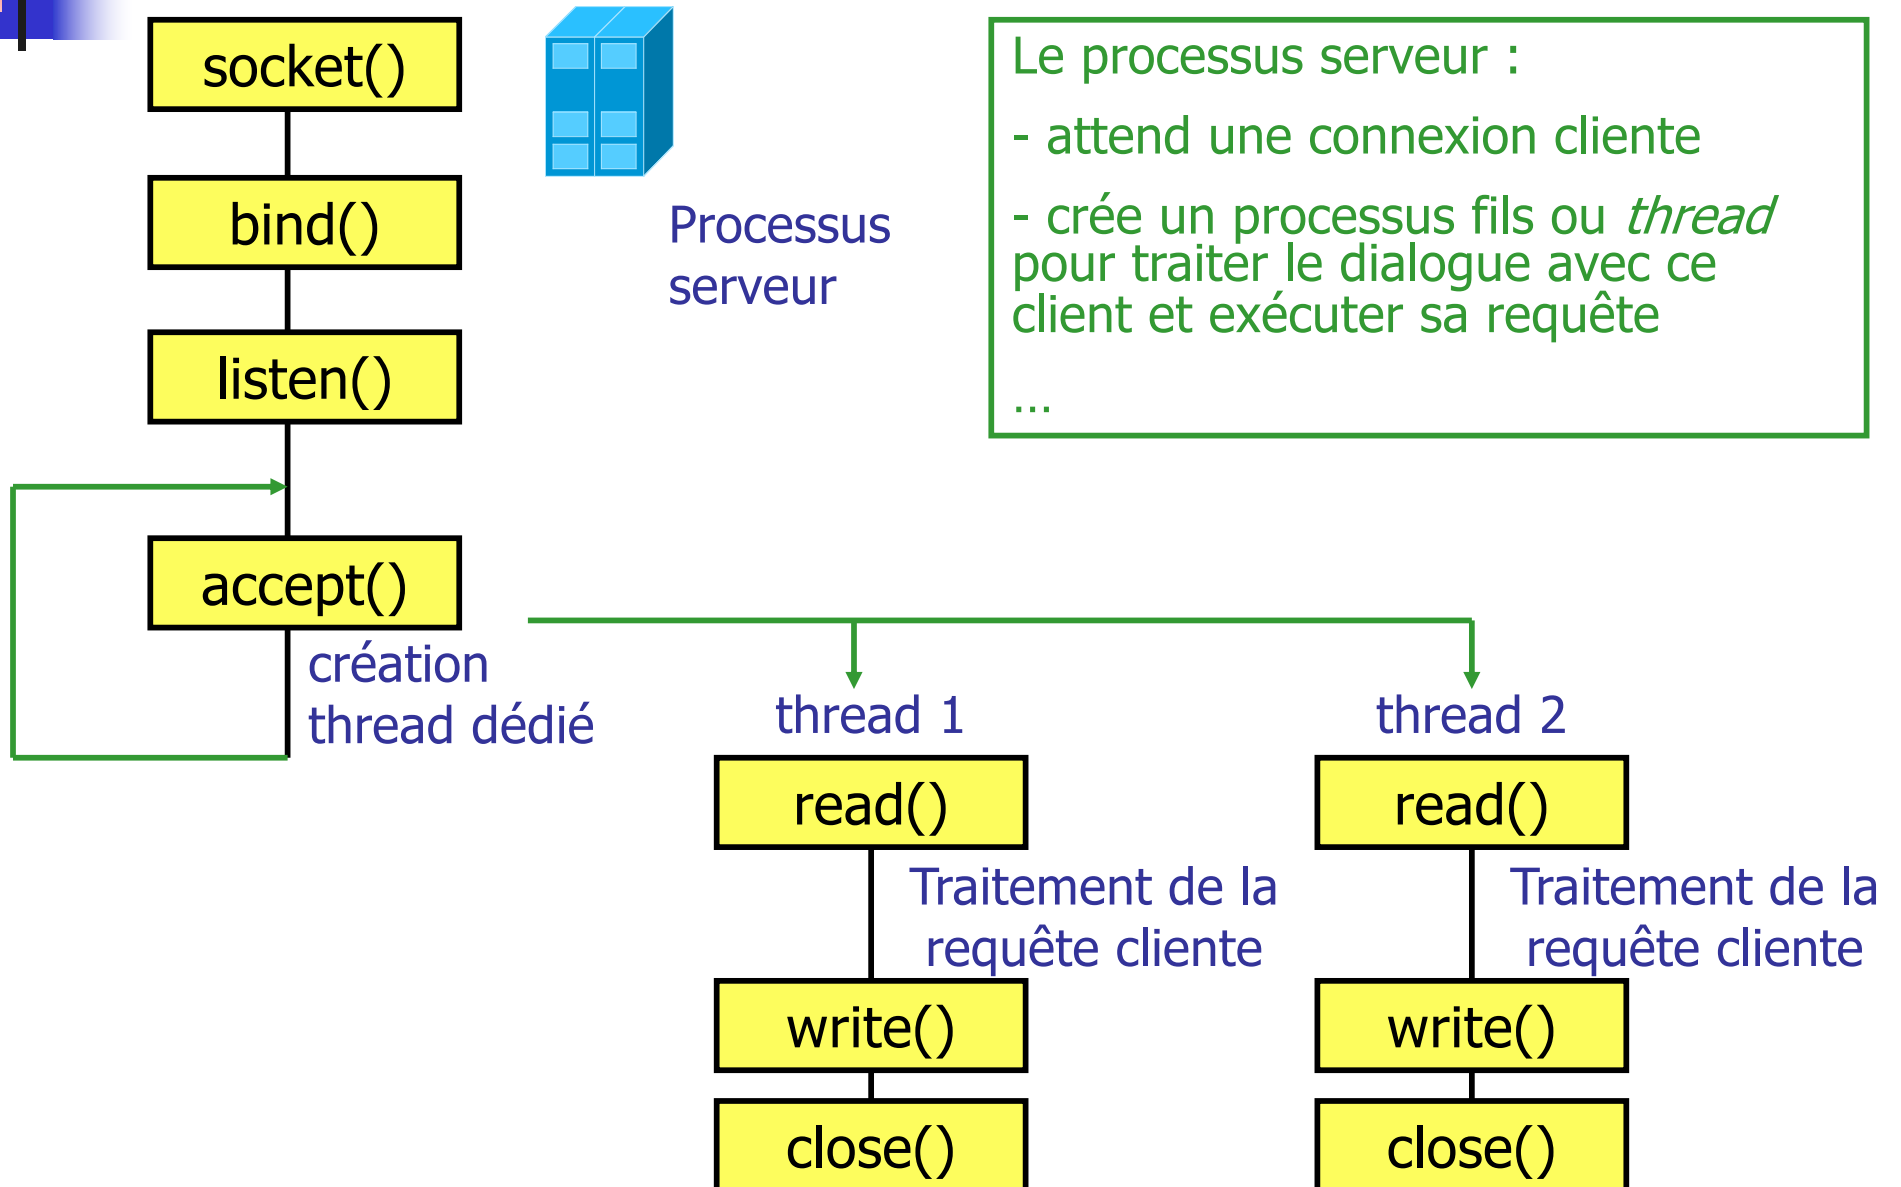 socket()
bind()
listen()
accept()
création
thread dédié
Processus
serveur
Le processus serveur :
- attend une connexion cliente
- crée un processus fils ou thread
pour traiter le dialogue avec ce
client et exécuter sa requête
...
thread 1
read()
Traitement de la
requête cliente
write()
close()
thread 2
read()
Traitement de la
requête cliente
write()
close()